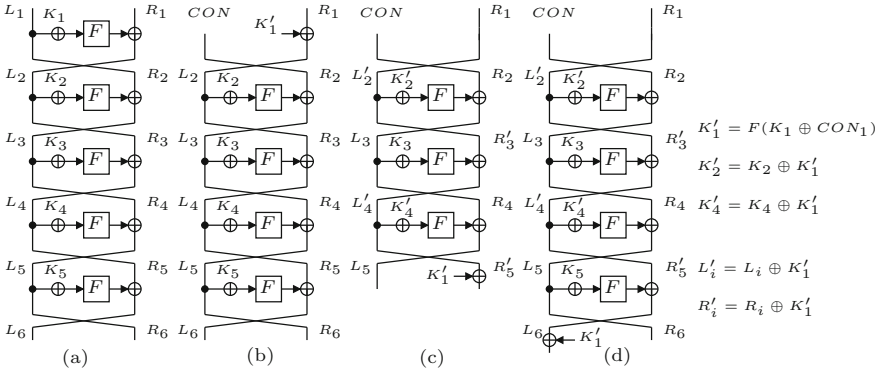 L₁ R₁ CON R₁ CON R₁ CON R₁
K₁ F K′₁
L₂ R₂ L₂ R₂ L′₂ R₂ L′₂ R₂
K₂ F K₂ F K′₂ F K′₂ F
L₃ R₃ L₃ R₃ L₃ R′₃ L₃ R′₃
K₃ F K₃ F K₃ F K₃ F
L₄ R₄ L₄ R₄ L′₄ R₄ L′₄ R₄
K₄ F K₄ F K′₄ F K′₄ F
L₅ R₅ L₅ R₅ L₅ R′₅ L₅ R′₅
K₅ F K₅ F K′₁ K₅ F
L₆ R₆ L₆ R₆ L₆ R₆
K′₁
(a) (b) (c) (d)
K′₁ = F(K₁ ⊕ CON₁)
K′₂ = K₂ ⊕ K′₁
K′₄ = K₄ ⊕ K′₁
L′ᵢ = Lᵢ ⊕ K′₁
R′ᵢ = Rᵢ ⊕ K′₁